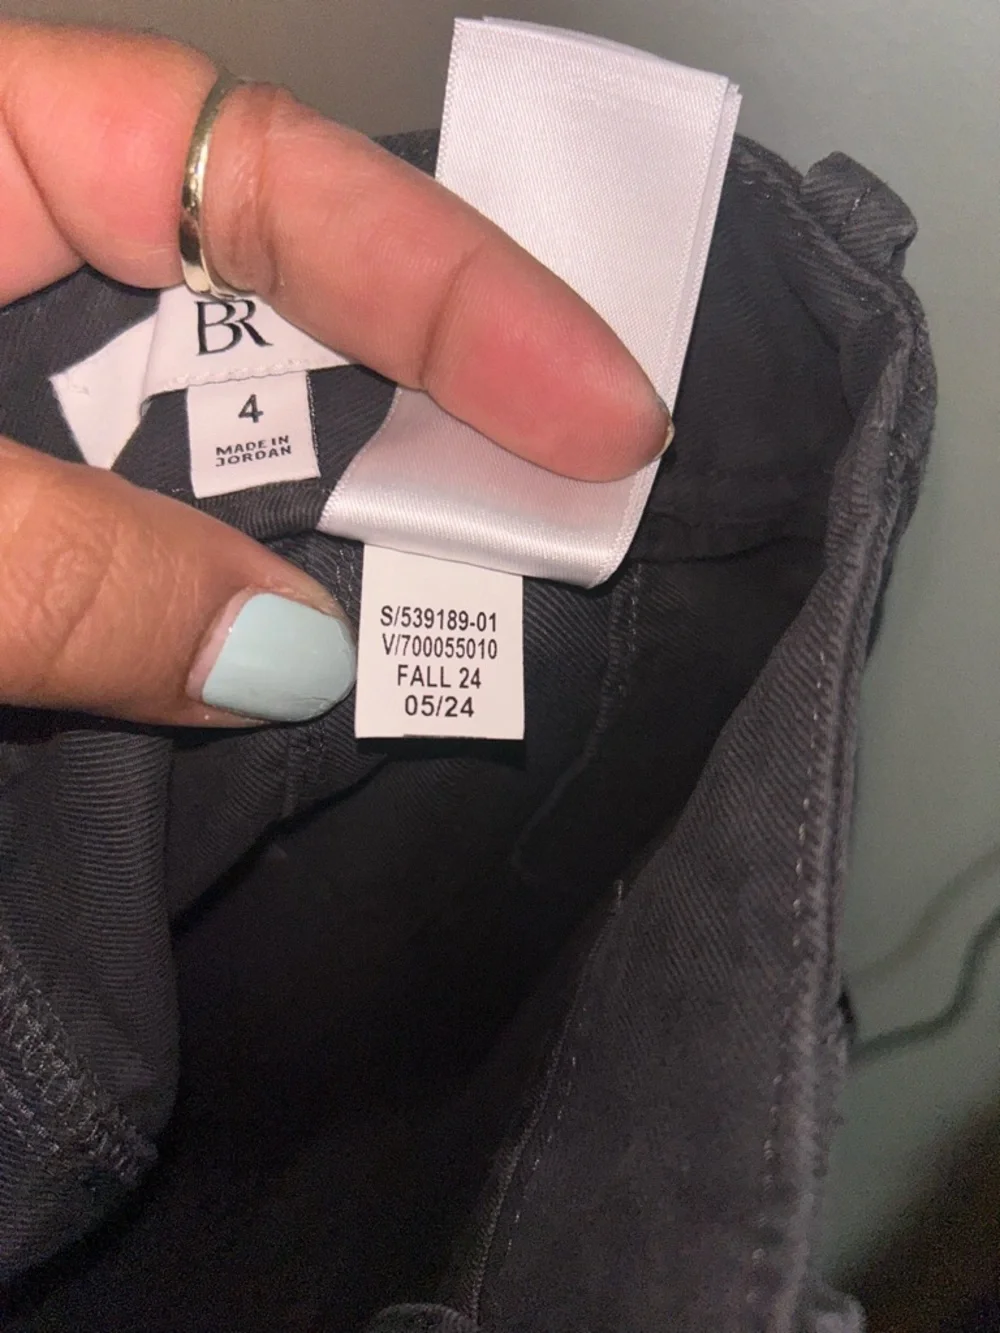 BR
4
MADE IN
JORDAN
S/539189-01
V/700055010
FALL 24
05/24